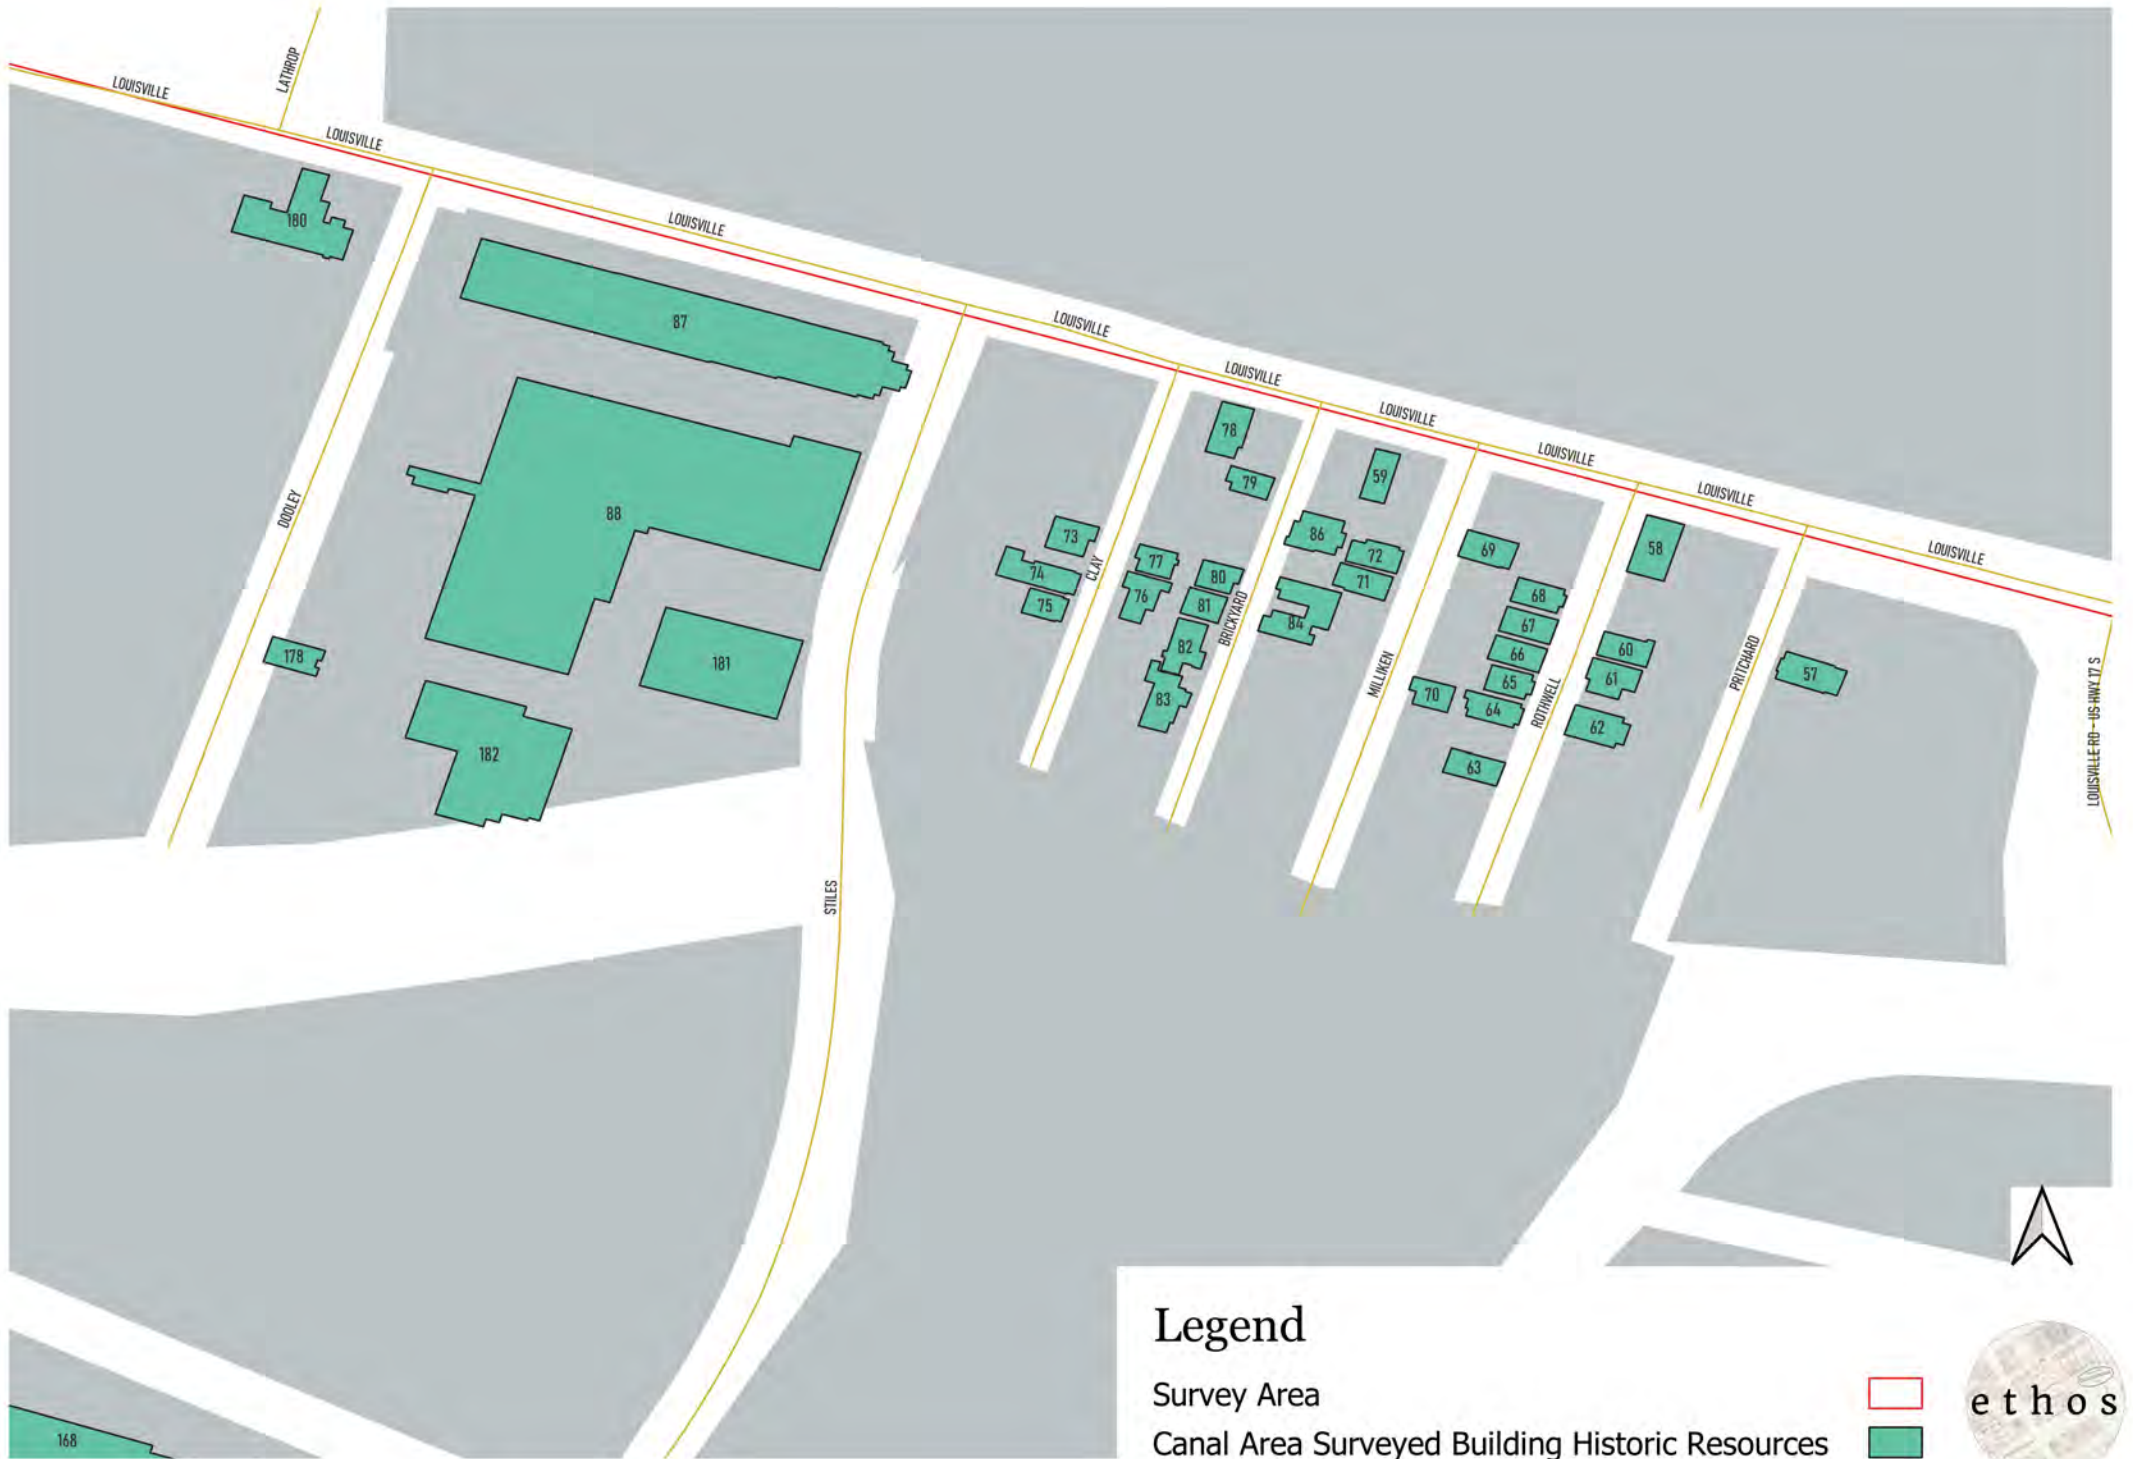 LATHROP
LOUISVILLE
LOUISVILLE
180
LOUISVILLE
87
LOUISVILLE
LOUISVILLE
LOUISVILLE
78
LOUISVILLE
59
79
LOUISVILLE
DOOLEY
88
73
86
69
58
LOUISVILLE
77
72
CLAY
74
80
71
76
68
75
81
BRICKYARD
84
67
82
66
60
178
181
65
61
MILLIKEN
PRITCHARD
57
LOUISVILLE RD - US HWY 17 S
83
70
64
ROTHWELL
62
182
63
STILES
168
Legend
Survey Area
Canal Area Surveyed Building Historic Resources
ethos